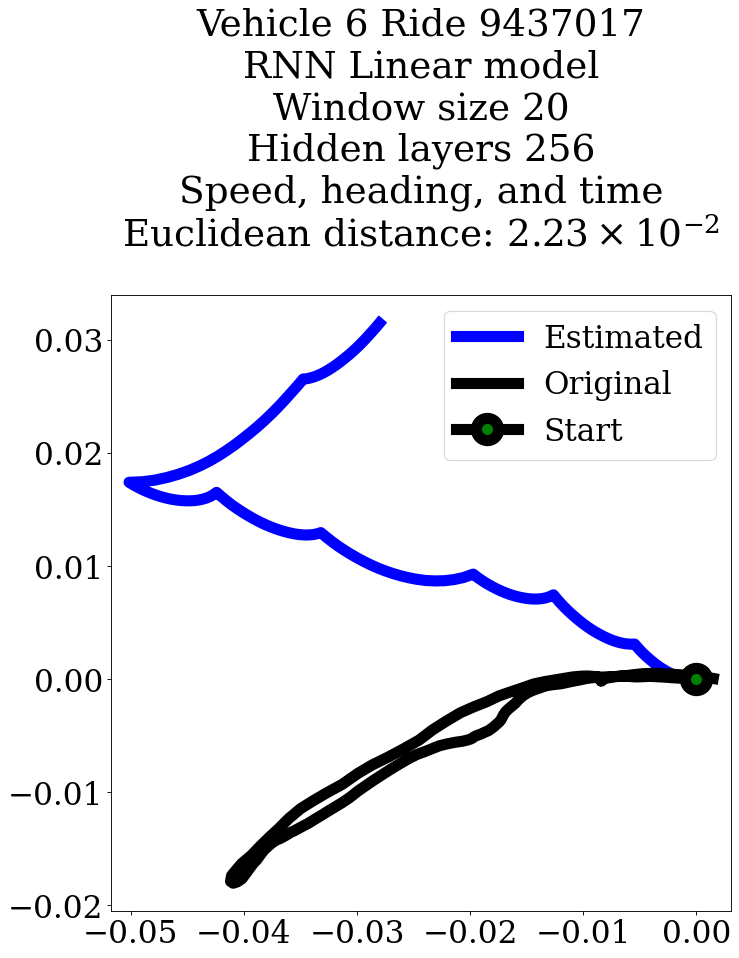 Vehicle 6 Ride 9437017
RNN Linear model
Window size 20
Hidden layers 256
Speed, heading, and time
Euclidean distance: 2.23 × 10⁻²
Estimated
Original
Start
0.03
0.02
0.01
0.00
−0.01
−0.02
−0.05 −0.04 −0.03 −0.02 −0.01 0.00